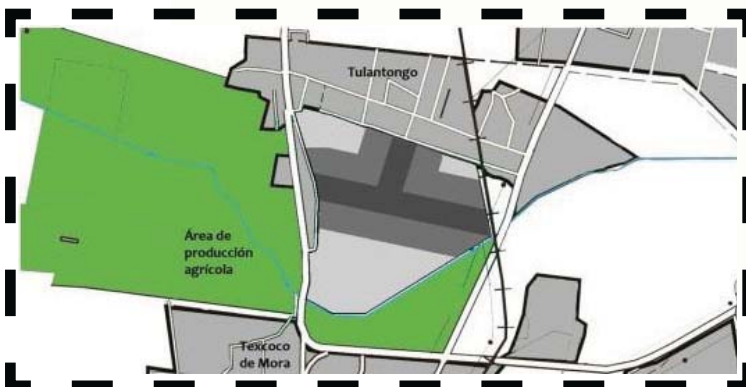 Tulantongo
Área de
producción
agrícola
Texcoco
de Mora